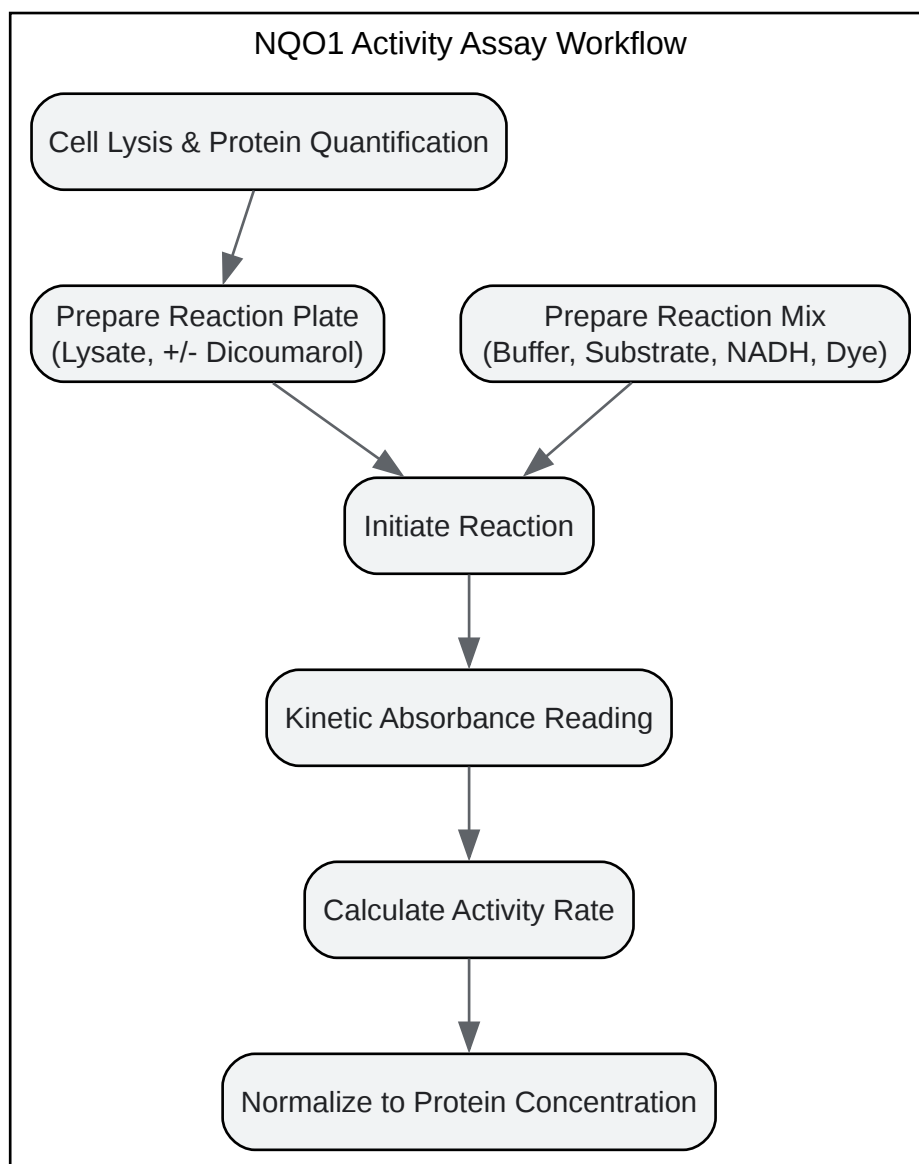 NQO1 Activity Assay Workflow
Cell Lysis & Protein Quantification
Prepare Reaction Plate
(Lysate, +/- Dicoumarol)
Prepare Reaction Mix
(Buffer, Substrate, NADH, Dye)
Initiate Reaction
Kinetic Absorbance Reading
Calculate Activity Rate
Normalize to Protein Concentration